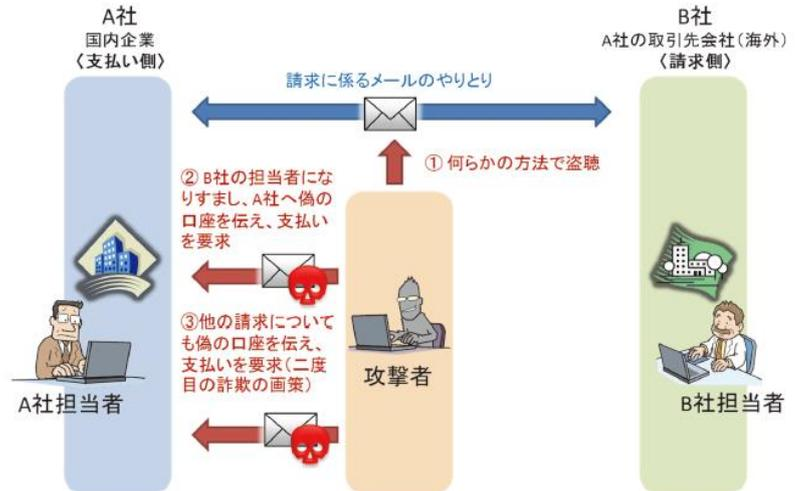 A社
国内企業
〈支払い側〉
B社
A社の取引先会社(海外)
〈請求側〉
請求に係るメールのやりとり
① 何らかの方法で盗聴
② B社の担当者にな
りすまし、A社へ偽の
口座を伝え、支払い
を要求
③他の請求について
も偽の口座を伝え、
支払いを要求(二度
目の詐欺の画策)
攻撃者
A社担当者
B社担当者